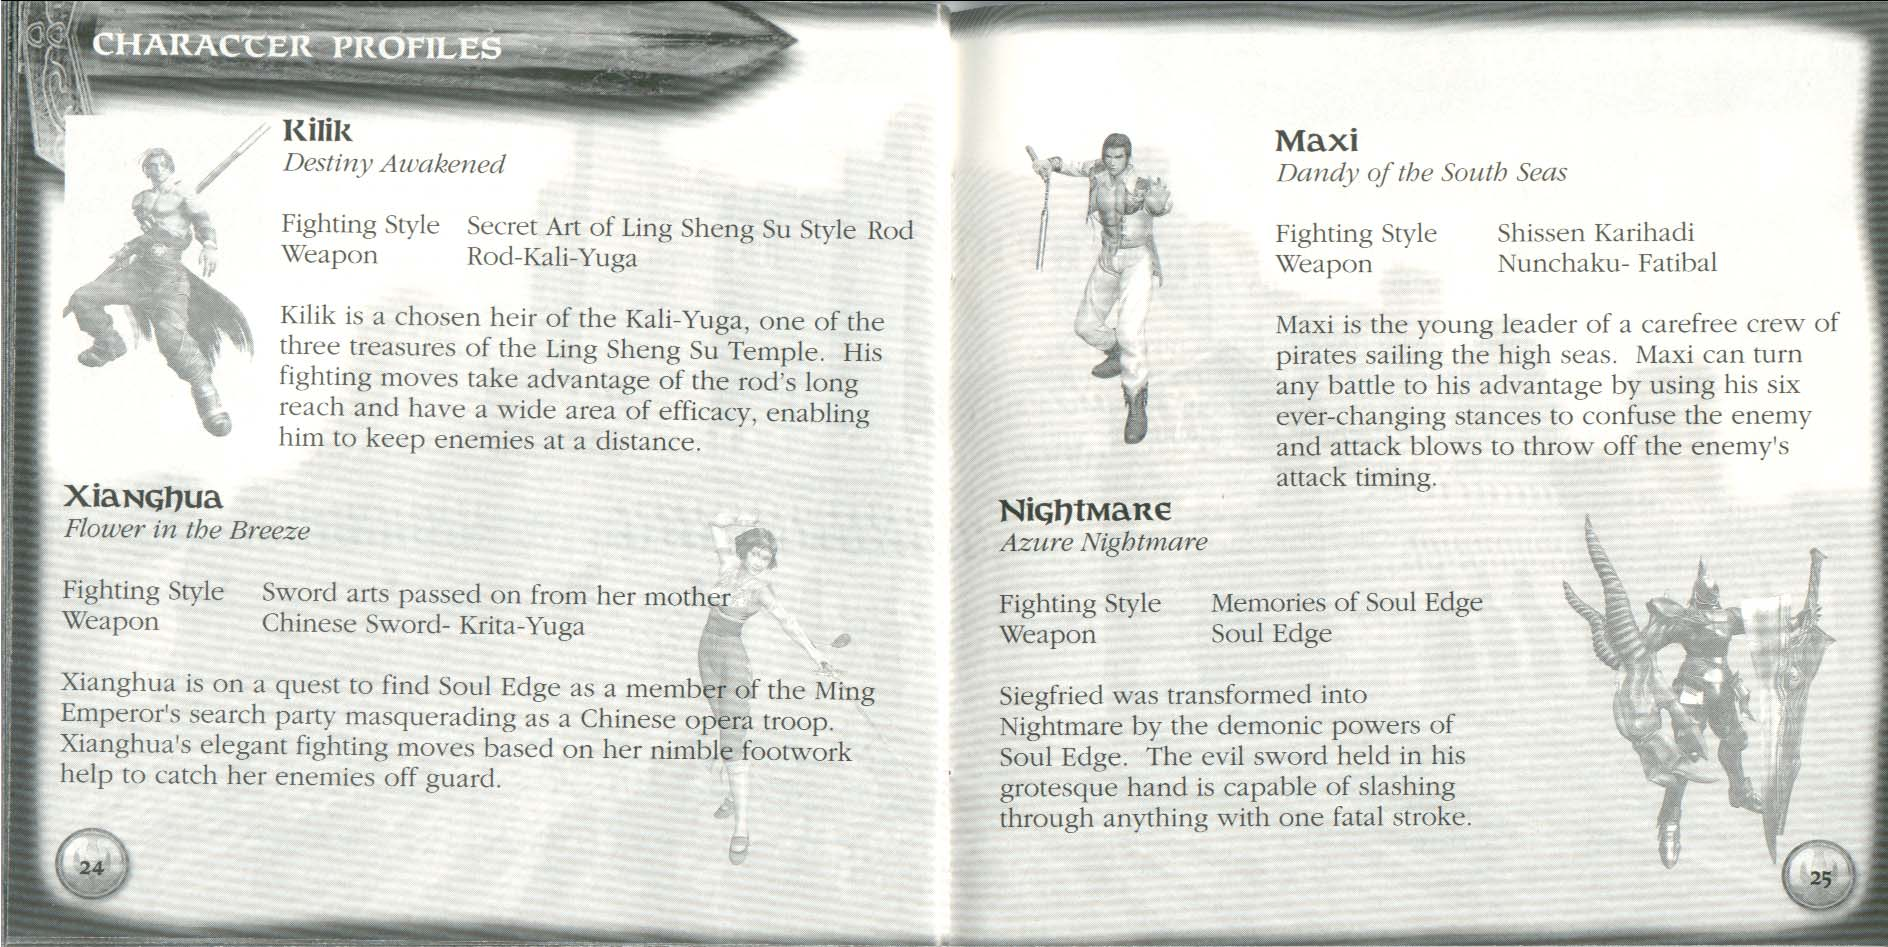 CHARACTER PROFILES
Kilik
Destiny Awakened
Fighting Style Secret Art of Ling Sheng Su Style Rod
Weapon Rod-Kali-Yuga
Kilik is a chosen heir of the Kali-Yuga, one of the
three treasures of the Ling Sheng Su Temple. His
fighting moves take advantage of the rod's long
reach and have a wide area of efficacy, enabling
him to keep enemies at a distance.
Xianghua
Flower in the Breeze
Fighting Style Sword arts passed on from her mother
Weapon Chinese Sword- Krita-Yuga
Xianghua is on a quest to find Soul Edge as a member of the Ming
Emperor's search party masquerading as a Chinese opera troop.
Xianghua's elegant fighting moves based on her nimble footwork
help to catch her enemies off guard.
24
Maxi
Dandy of the South Seas
Fighting Style Shissen Karihadi
Weapon Nunchaku- Fatibal
Maxi is the young leader of a carefree crew of
pirates sailing the high seas. Maxi can turn
any battle to his advantage by using his six
ever-changing stances to confuse the enemy
and attack blows to throw off the enemy's
attack timing.
Nightmare
Azure Nightmare
Fighting Style Memories of Soul Edge
Weapon Soul Edge
Siegfried was transformed into
Nightmare by the demonic powers of
Soul Edge. The evil sword held in his
grotesque hand is capable of slashing
through anything with one fatal stroke.
25